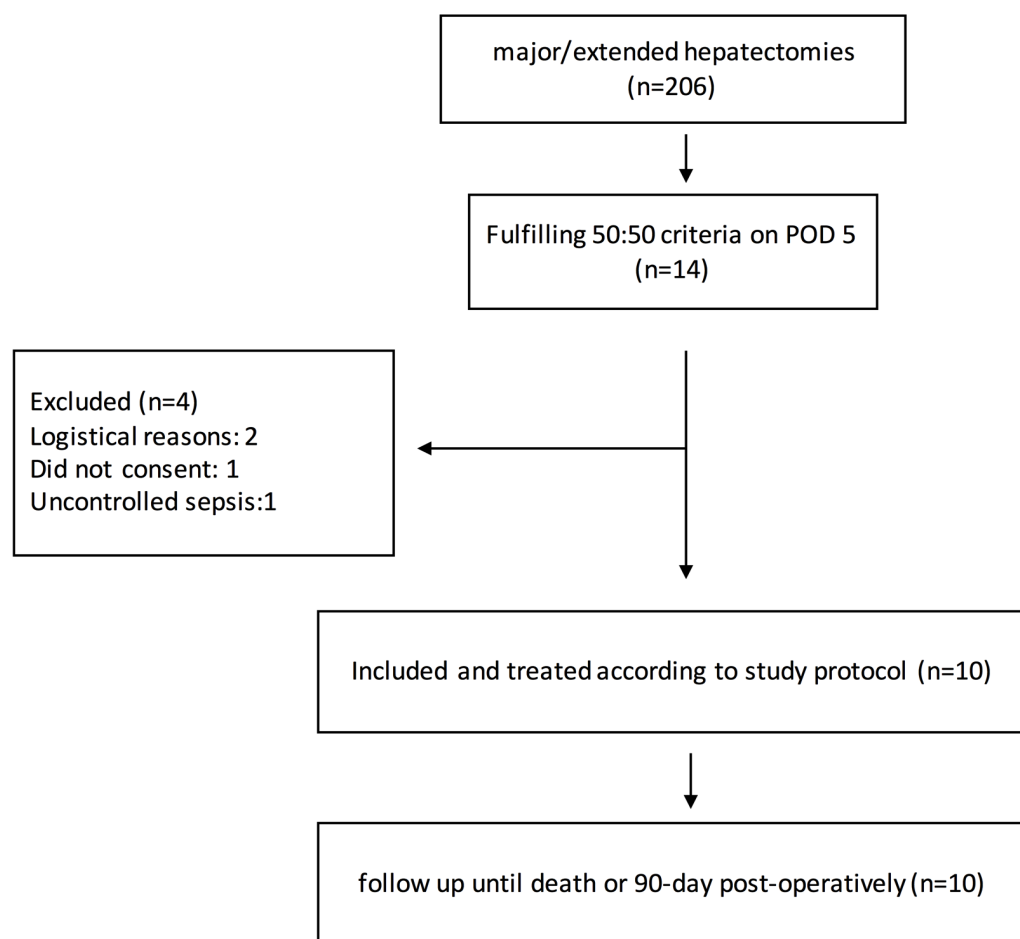 major/extended hepatectomies
(n=206)
Fulfilling 50:50 criteria on POD 5
(n=14)
Excluded (n=4)
Logistical reasons: 2
Did not consent: 1
Uncontrolled sepsis:1
Included and treated according to study protocol (n=10)
follow up until death or 90-day post-operatively (n=10)